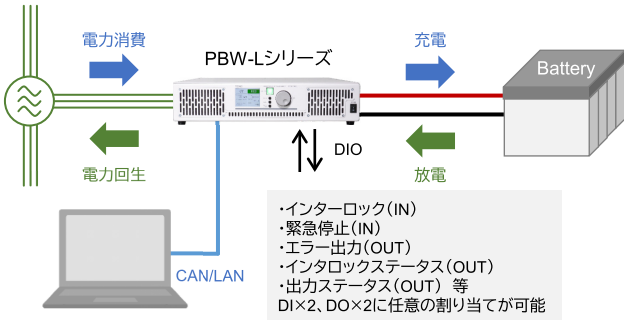 電力消費
PBW-Lシリーズ
充電
Battery
電力回生
DIO
放電
CAN/LAN
・インターロック(IN)
・緊急停止(IN)
・エラー出力(OUT)
・インタロックステータス(OUT)
・出力ステータス(OUT) 等
DI×2、DO×2に任意の割り当てが可能